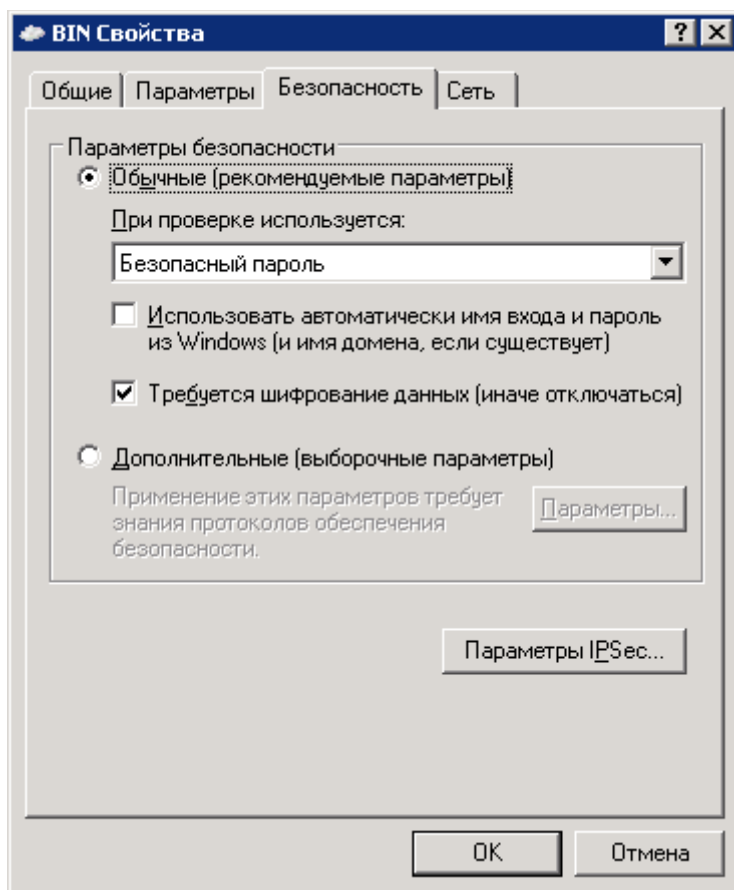 BIN Свойства
Общие Параметры Безопасность Сеть
Параметры безопасности
Обычные (рекомендуемые параметры)
При проверке используется:
Безопасный пароль
Использовать автоматически имя входа и пароль
из Windows (и имя домена, если существует)
Требуется шифрование данных (иначе отключаться)
Дополнительные (выборочные параметры)
Применение этих параметров требует
знания протоколов обеспечения
безопасности.
Параметры...
Параметры IPSec...
OK Отмена